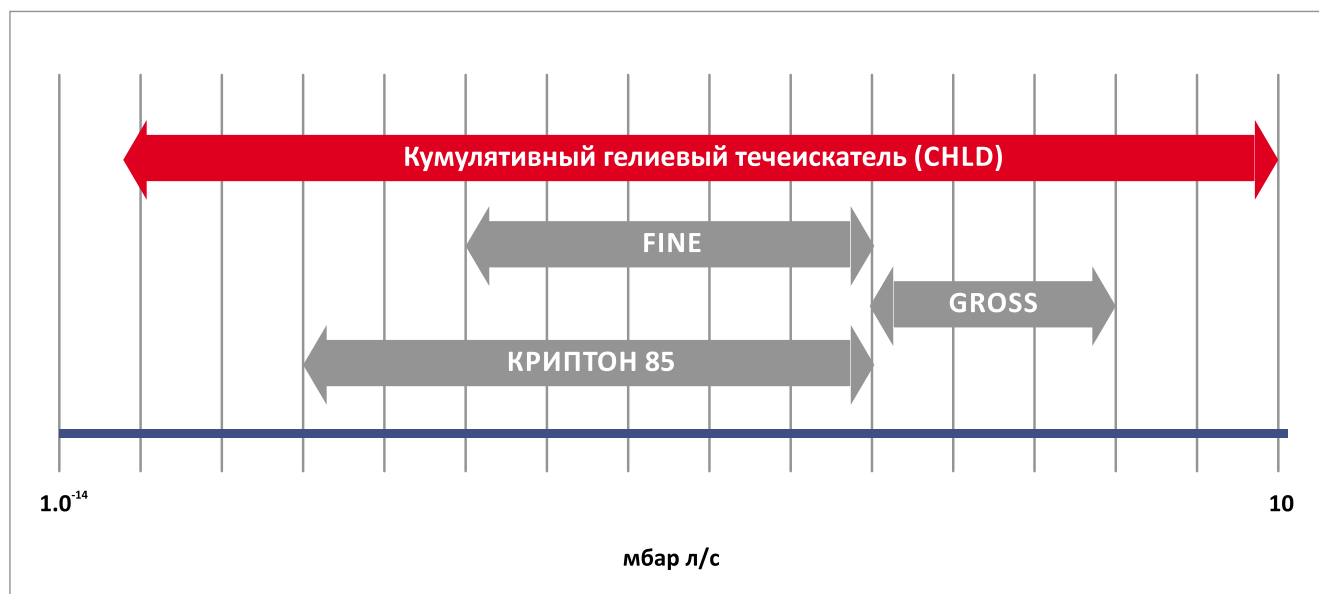 Кумулятивный гелиевый течеискатель (CHLD)
FINE
GROSS
КРИПТОН 85
1.0⁻¹⁴
10
мбар л/с